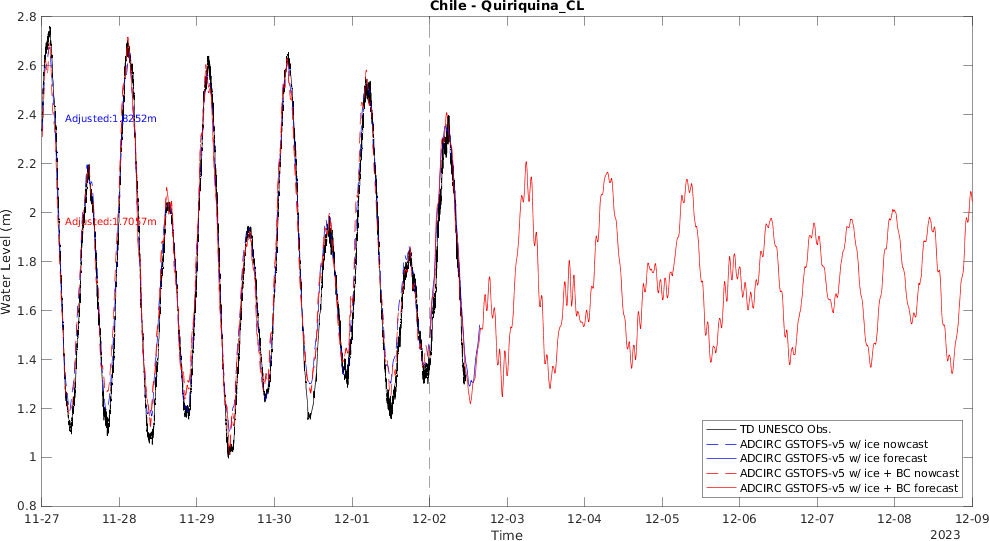 Chile - Quiriquina_CL
2.8
2.6
2.4
2.2
2
1.8
1.6
1.4
1.2
1
0.8
Water Level (m)
Adjusted:1.8252m
Adjusted:1.7057m
TD UNESCO Obs.
ADCIRC GSTOFS-v5 w/ ice nowcast
ADCIRC GSTOFS-v5 w/ ice forecast
ADCIRC GSTOFS-v5 w/ ice + BC nowcast
ADCIRC GSTOFS-v5 w/ ice + BC forecast
11-27 11-28 11-29 11-30 12-01 12-02 12-03 12-04 12-05 12-06 12-07 12-08 12-09
Time
2023